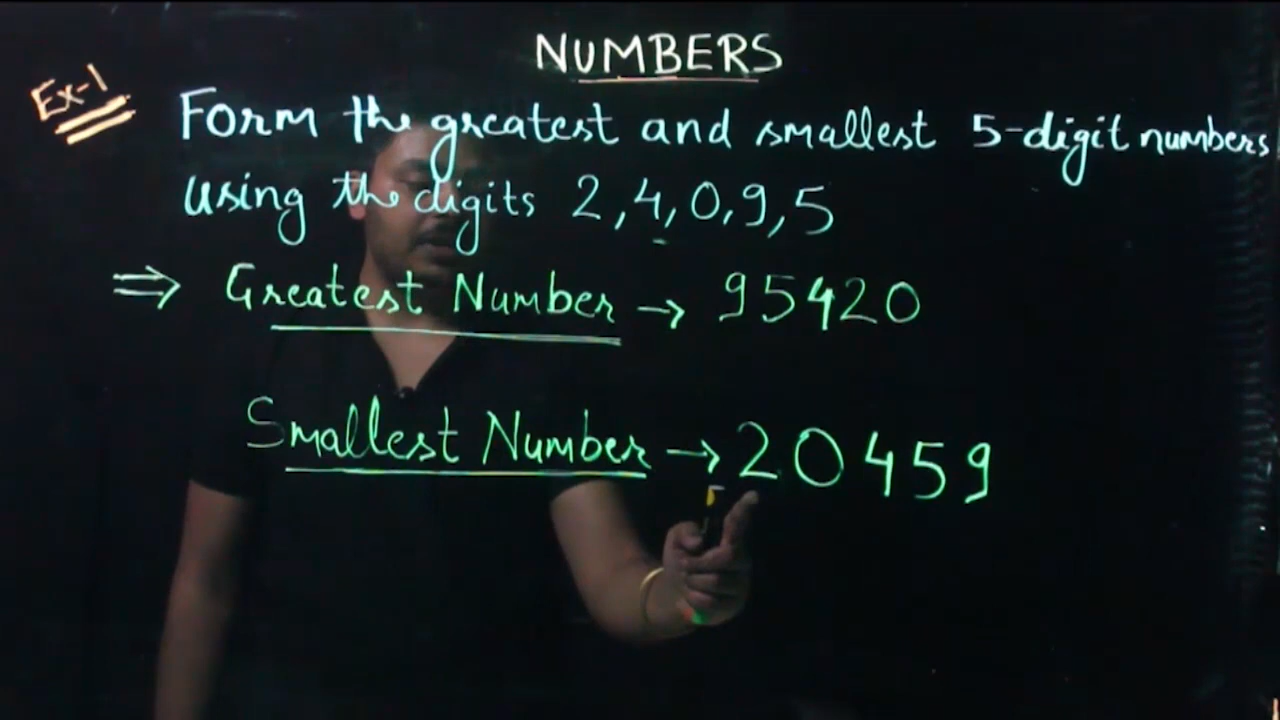 NUMBERS
Ex-1
Form the greatest and smallest 5-digit numbers
using the digits 2,4,0,9,5
⇒ Greatest Number → 95420
Smallest Number → 20459